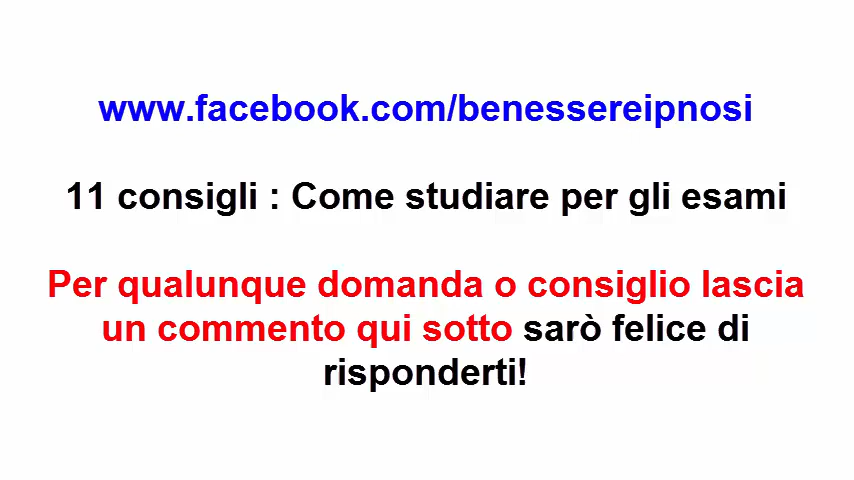 www.facebook.com/benessereipnosi
11 consigli : Come studiare per gli esami
Per qualunque domanda o consiglio lascia
un commento qui sotto sarò felice di
risponderti!